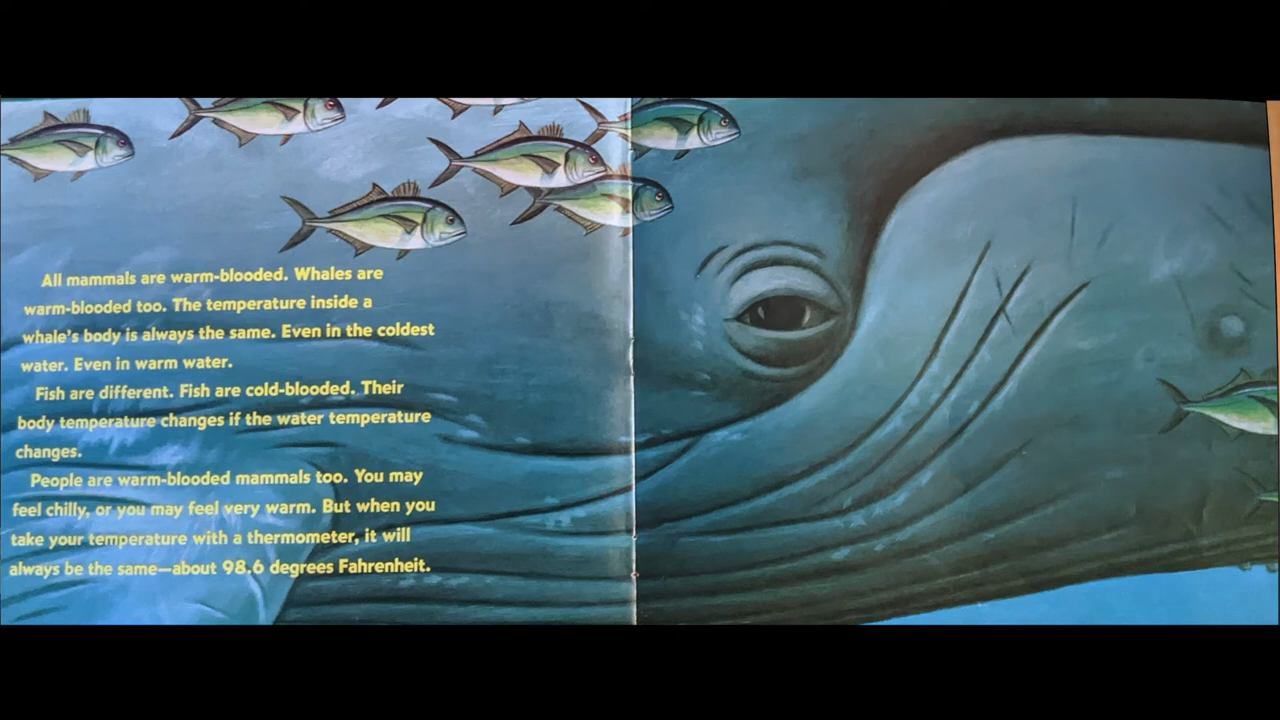 All mammals are warm-blooded. Whales are
warm-blooded too. The temperature inside a
whale's body is always the same. Even in the coldest
water. Even in warm water.
Fish are different. Fish are cold-blooded. Their
body temperature changes if the water temperature
changes.
People are warm-blooded mammals too. You may
feel chilly, or you may feel very warm. But when you
take your temperature with a thermometer, it will
always be the same—about 98.6 degrees Fahrenheit.